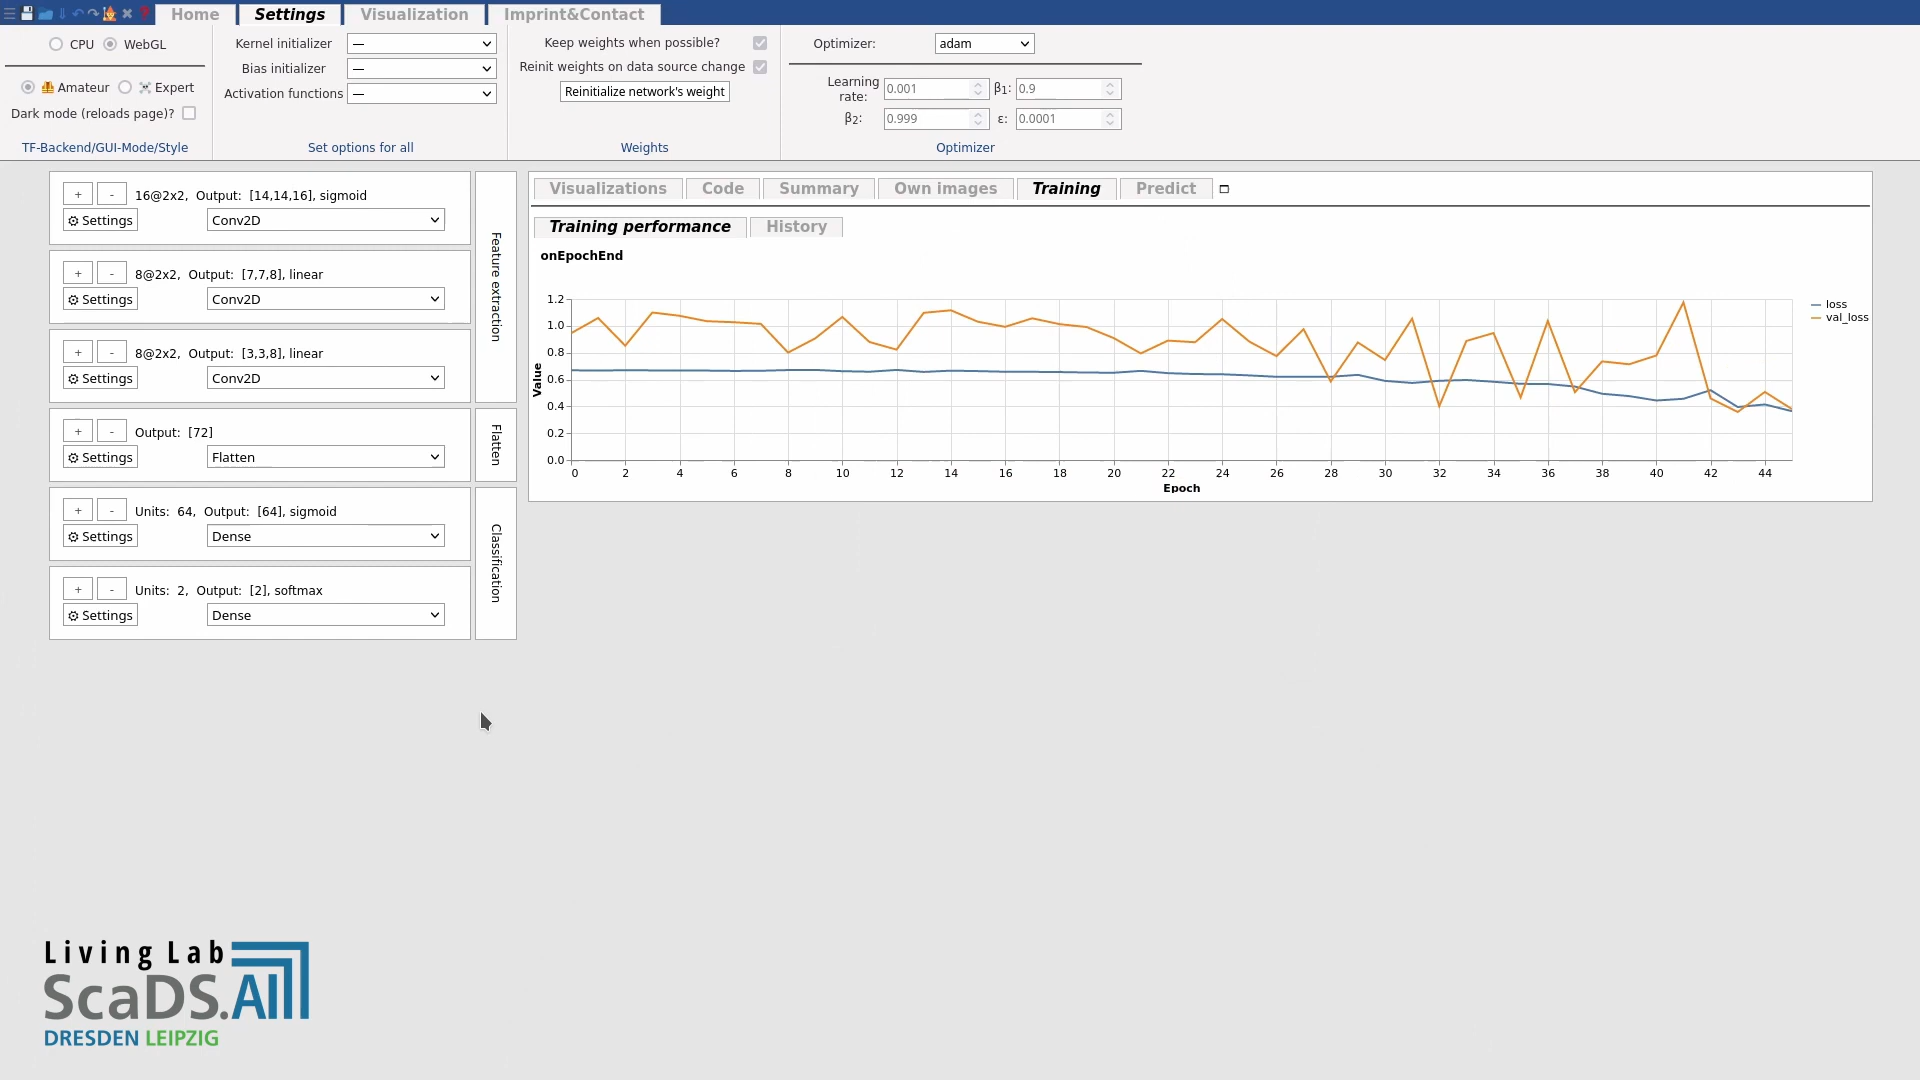 Home Settings Visualization Imprint&Contact
CPU WebGL
Amateur Expert
Dark mode (reloads page)?
TF-Backend/GUI-Mode/Style
Kernel initializer —
Bias initializer —
Activation functions —
Set options for all
Keep weights when possible?
Reinit weights on data source change
Reinitialize network's weight
Weights
Optimizer: adam
Learning rate: 0.001 β1: 0.9
β2: 0.999 ε: 0.0001
Optimizer
+ - 16@2x2, Output: [14,14,16], sigmoid
Settings Conv2D
+ - 8@2x2, Output: [7,7,8], linear
Settings Conv2D
+ - 8@2x2, Output: [3,3,8], linear
Settings Conv2D
Feature extraction
+ - Output: [72]
Settings Flatten
Flatten
+ - Units: 64, Output: [64], sigmoid
Settings Dense
+ - Units: 2, Output: [2], softmax
Settings Dense
Classification
Visualizations Code Summary Own images Training Predict
Training performance History
onEpochEnd
Value
1.2
1.0
0.8
0.6
0.4
0.2
0.0
0 2 4 6 8 10 12 14 16 18 20 22 24 26 28 30 32 34 36 38 40 42 44
Epoch
loss
val_loss
Living Lab
ScaDS.AI
DRESDEN LEIPZIG